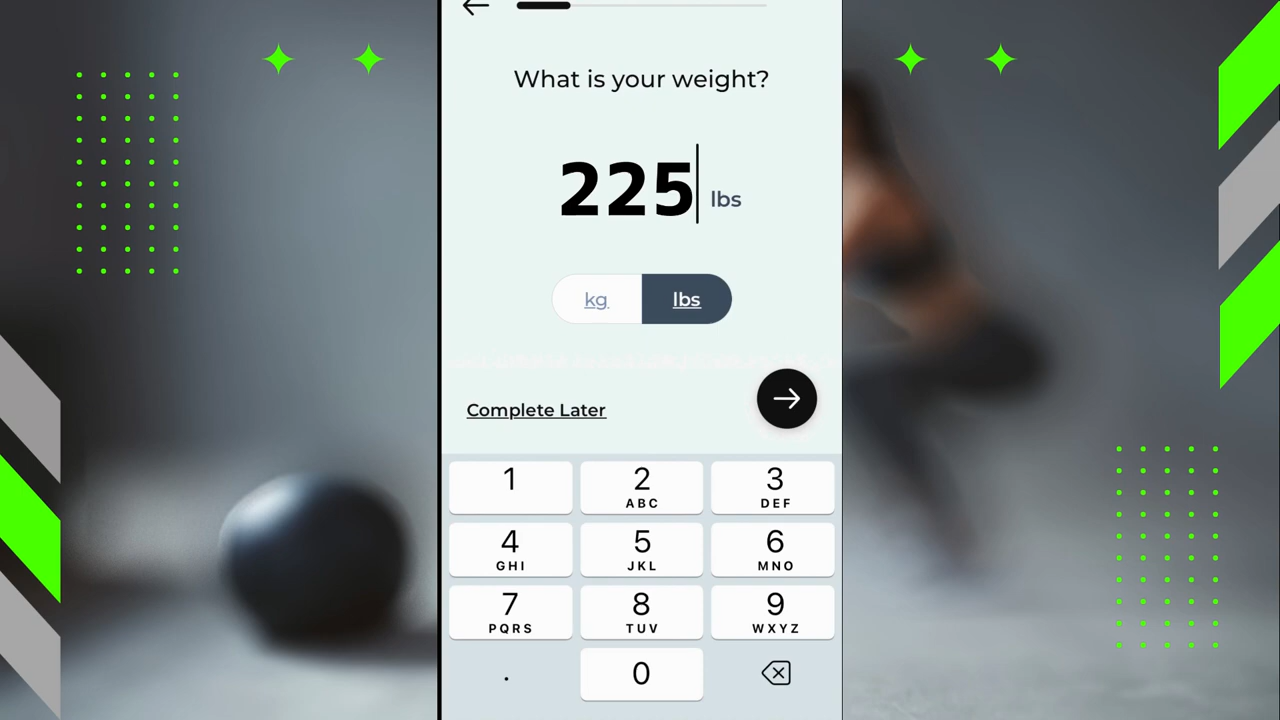 What is your weight?
225 lbs
kg lbs
Complete Later
1 2 3
ABC DEF
4 5 6
GHI JKL MNO
7 8 9
PQRS TUV WXYZ
. 0